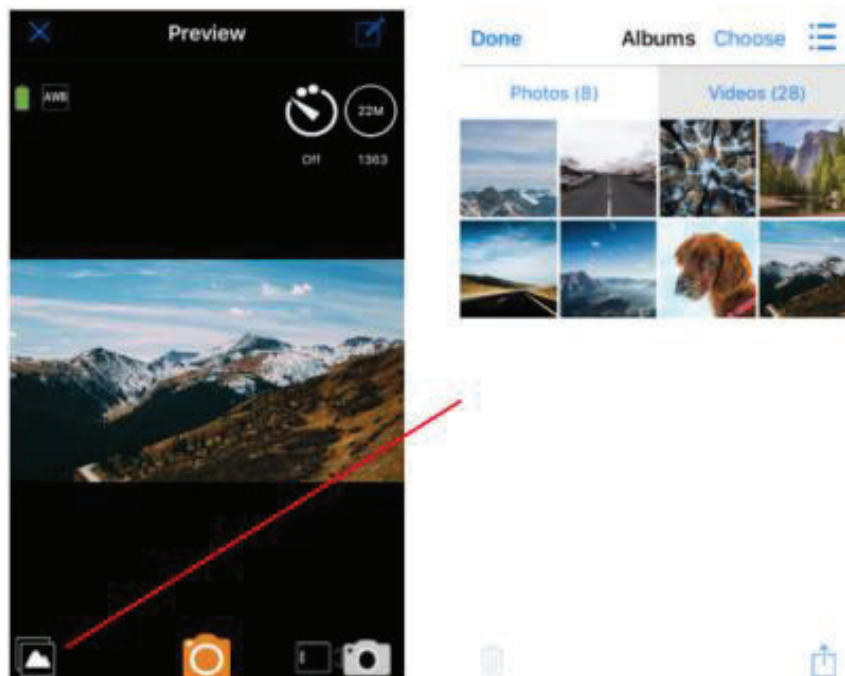 Preview
AWB
22M
Off
1363
Done
Albums
Choose
Photos (8)
Videos (28)